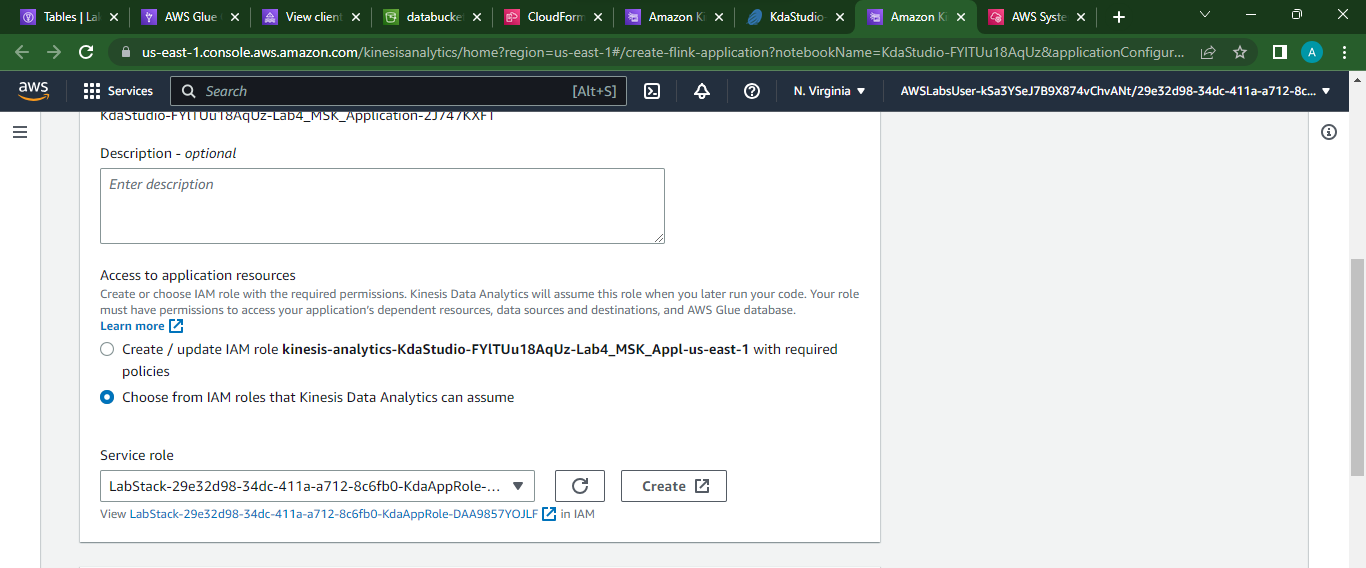 Tables | La
AWS Glue
View client
databucke
CloudForm
Amazon Ki
KdaStudio-
Amazon Ki
AWS Syste
us-east-1.console.aws.amazon.com/kinesisanalytics/home?region=us-east-1#/create-flink-application?notebookName=KdaStudio-FYlTUu18AqUz&applicationConfigur...
A
aws
Services
Search
[Alt+S]
N. Virginia
AWSLabsUser-kSa3YSeJ7B9X874vChvANt/29e32d98-34dc-411a-a712-8c...
KdaStudio-FYlTUu18AqUz-Lab4_MSK_Application-2J747KXFT
Description - optional
Enter description
Access to application resources
Create or choose IAM role with the required permissions. Kinesis Data Analytics will assume this role when you later run your code. Your role
must have permissions to access your application's dependent resources, data sources and destinations, and AWS Glue database.
Learn more
Create / update IAM role kinesis-analytics-KdaStudio-FYlTUu18AqUz-Lab4_MSK_Appl-us-east-1 with required
policies
Choose from IAM roles that Kinesis Data Analytics can assume
Service role
LabStack-29e32d98-34dc-411a-a712-8c6fb0-KdaAppRole-...
Create
View LabStack-29e32d98-34dc-411a-a712-8c6fb0-KdaAppRole-DAA9857YOJLF in IAM